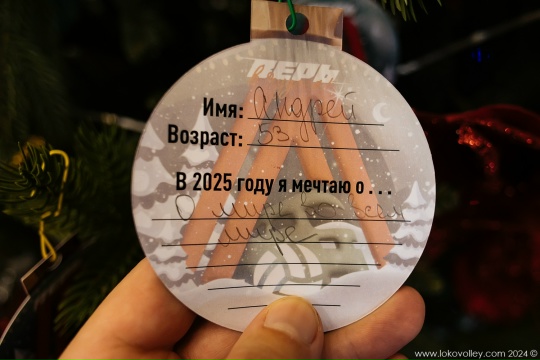 ПЕРЬ
Имя: Андрей
Возраст: 53
В 2025 году я мечтаю о . . .
О мире во всем
мире
www.lokovolley.com 2024 ©